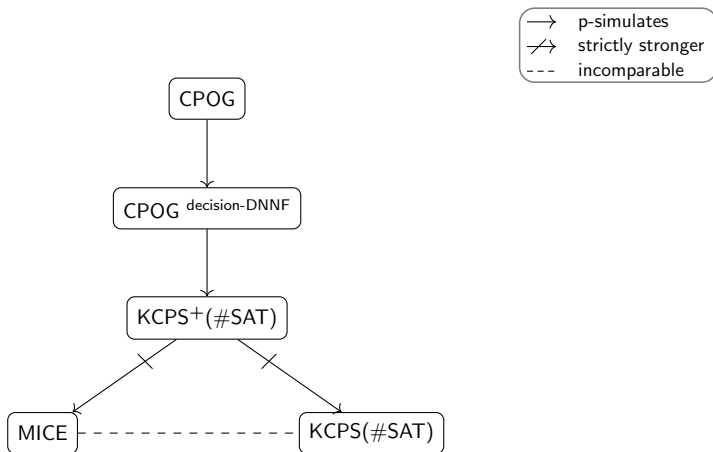 p-simulates
strictly stronger
incomparable
CPOG
CPOG decision-DNNF
KCPS+(#SAT)
MICE
KCPS(#SAT)